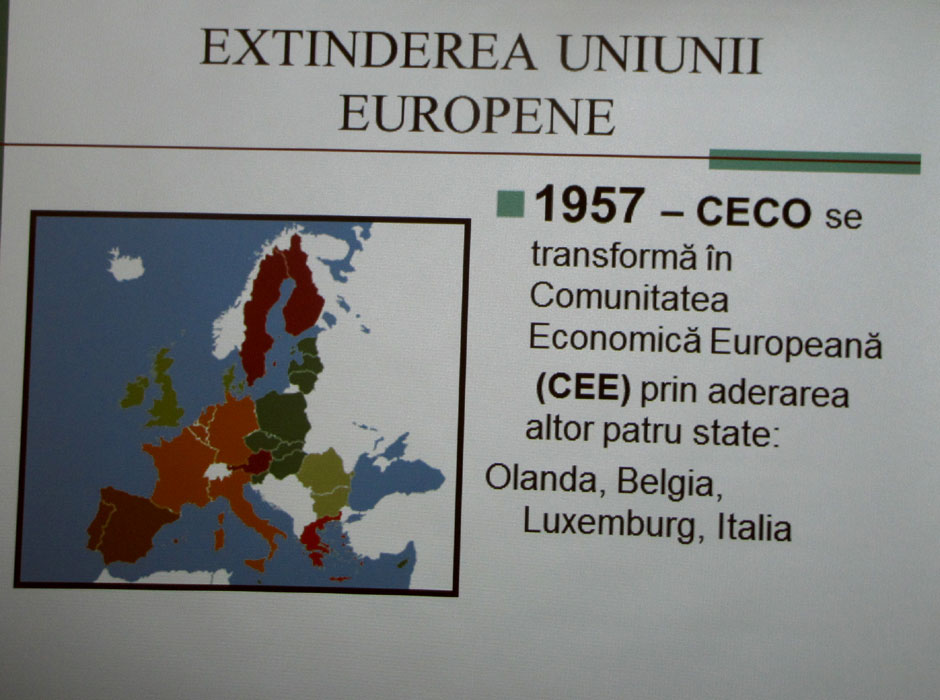 EXTINDEREA UNIUNII
EUROPENE
1957 – CECO se
transformă în
Comunitatea
Economică Europeană
(CEE) prin aderarea
altor patru state:
Olanda, Belgia,
Luxemburg, Italia